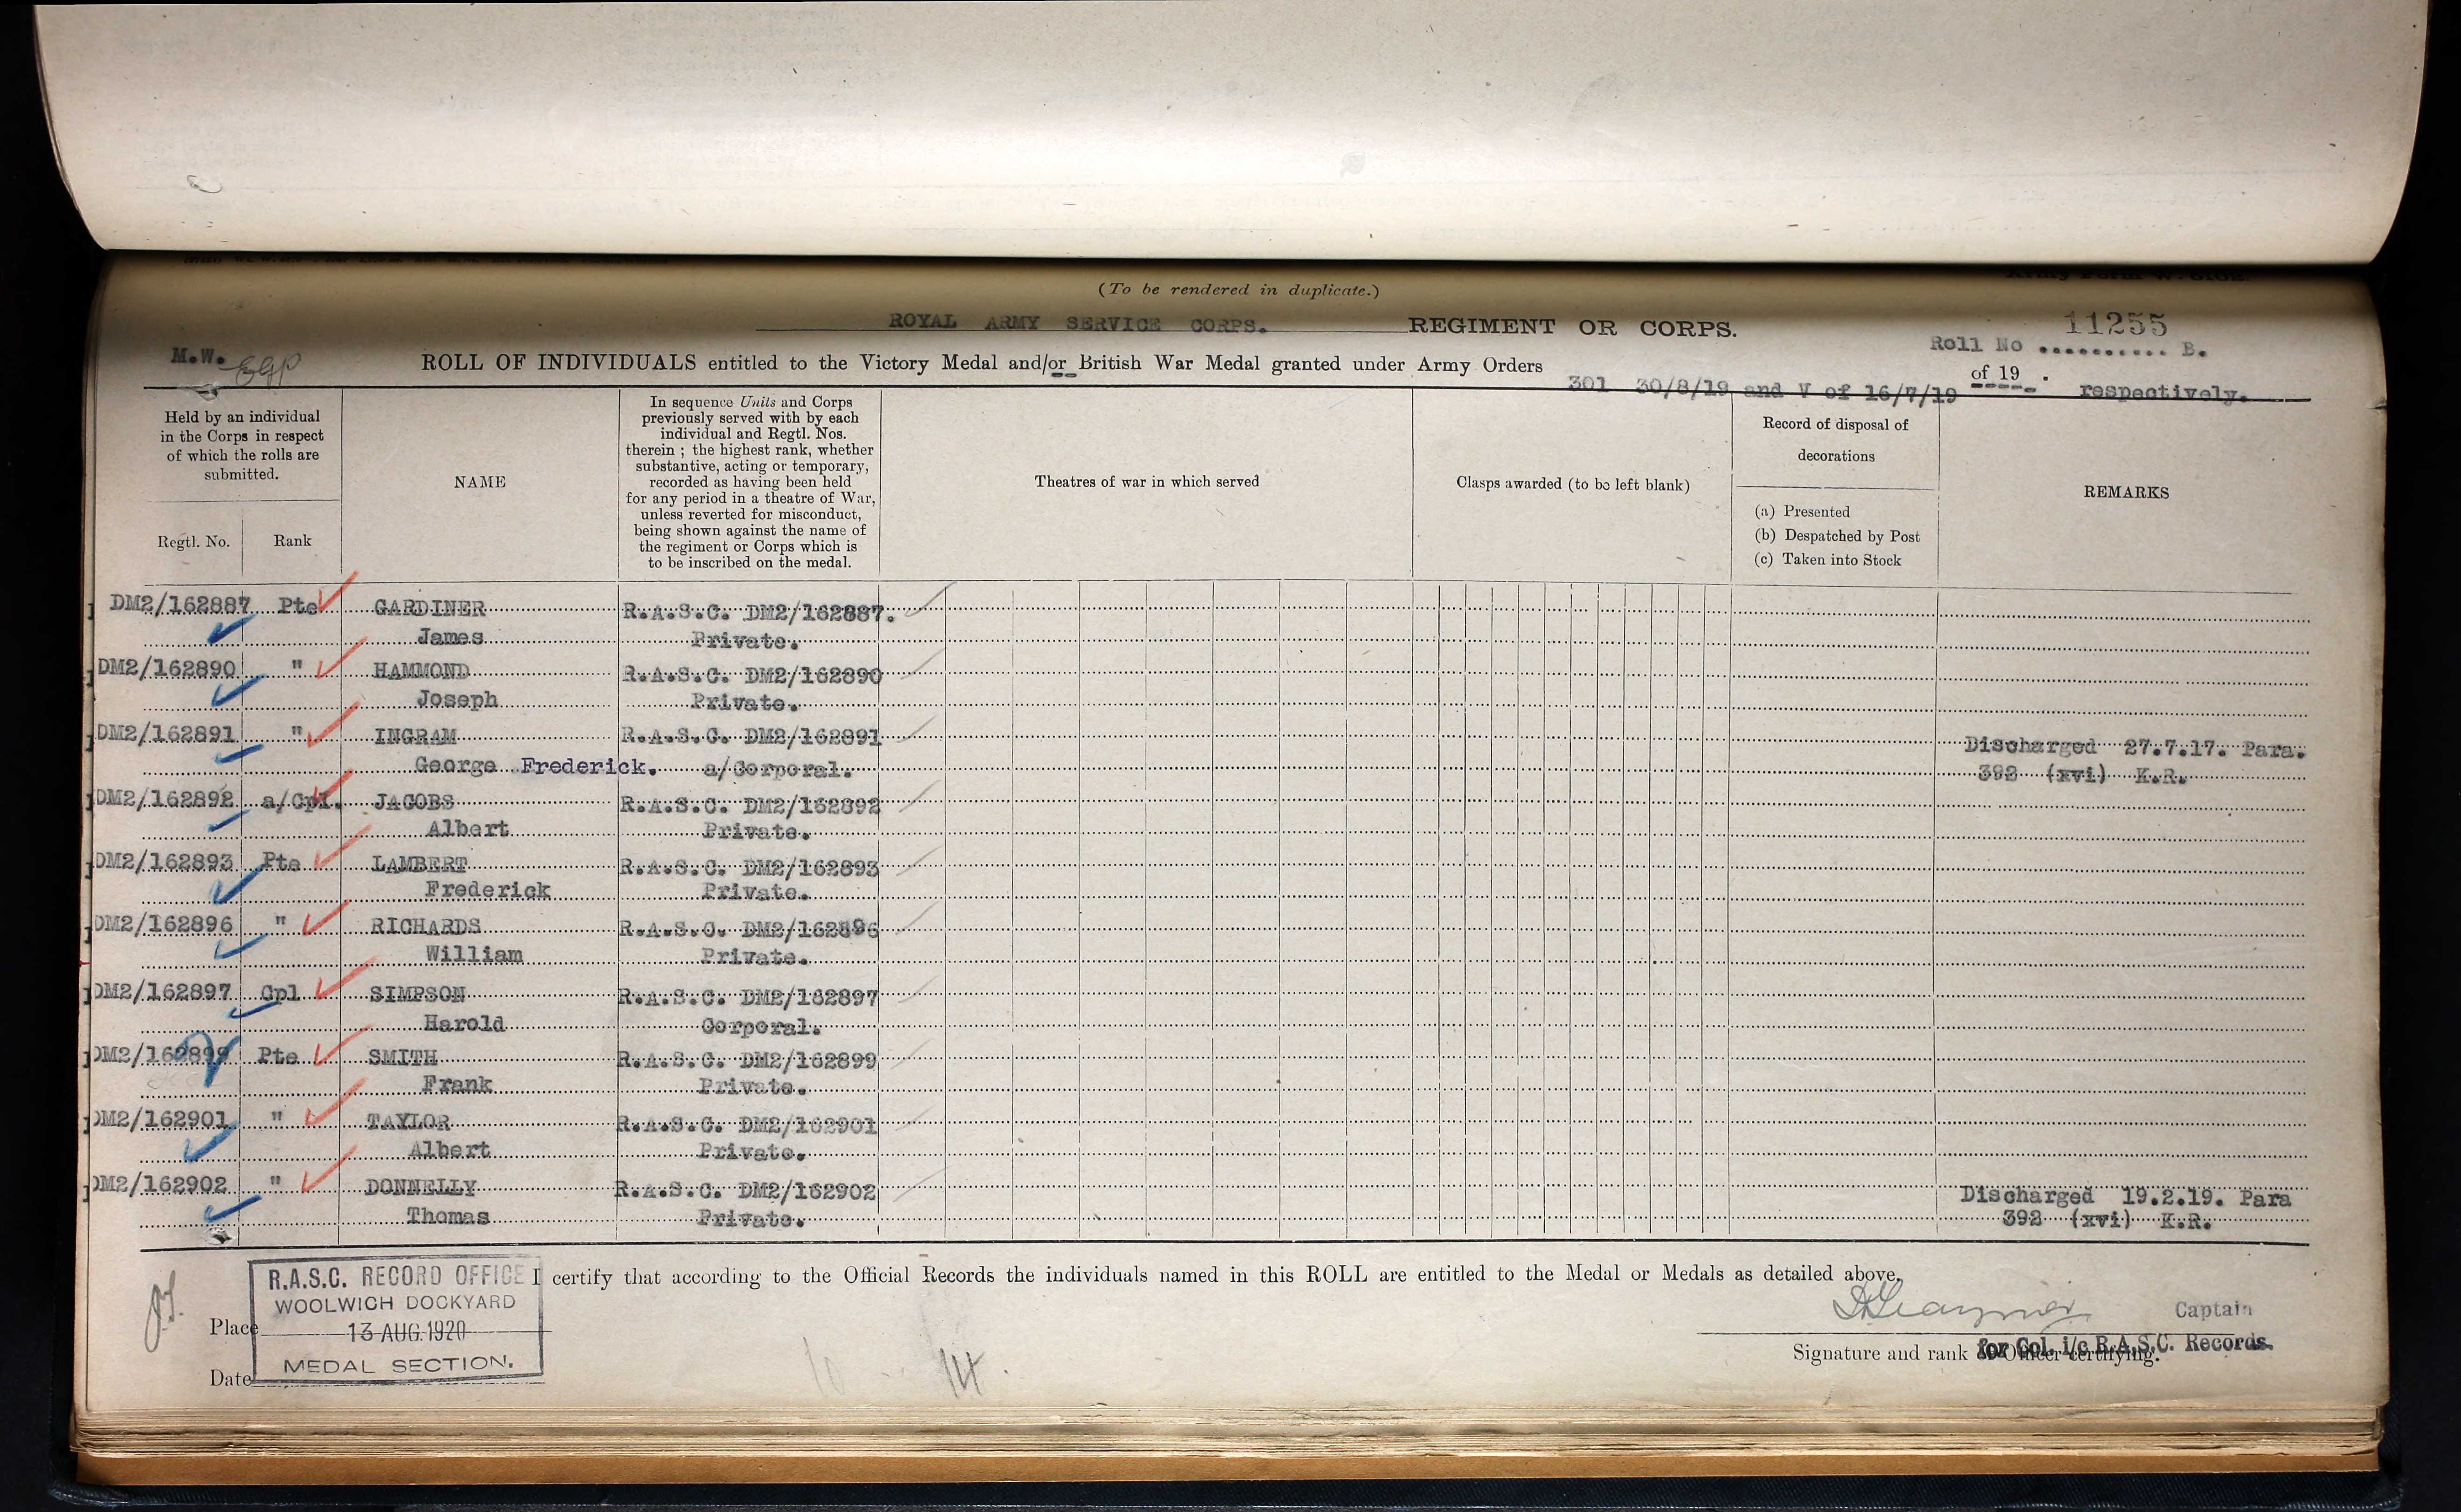 (To be rendered in duplicate.)
ROYAL ARMY SERVICE CORPS. REGIMENT OR CORPS.
11255
Roll No .......... B.
M.W.
ROLL OF INDIVIDUALS entitled to the Victory Medal and/or British War Medal granted under Army Orders
301 30/8/19 and V of 16/7/19 of 19 . respectively.
Held by an individual
in the Corps in respect
of which the rolls are
submitted.
Regtl. No.
Rank
NAME
In sequence Units and Corps
previously served with by each
individual and Regtl. Nos.
therein ; the highest rank, whether
substantive, acting or temporary,
recorded as having been held
for any period in a theatre of War,
unless reverted for misconduct,
being shown against the name of
the regiment or Corps which is
to be inscribed on the medal.
Theatres of war in which served
Clasps awarded (to be left blank)
Record of disposal of
decorations
(a) Presented
(b) Despatched by Post
(c) Taken into Stock
REMARKS
DM2/162887 Pte GARDINER R.A.S.C. DM2/162887.
James Private.
DM2/162890 " HAMMOND R.A.S.C. DM2/162890
Joseph Private.
DM2/162891 " INGRAM R.A.S.C. DM2/162891 Discharged 27.7.17. Para.
George Frederick. a/Corporal. 392 (xvi) K.R.
DM2/162892 a/Cpl. JACOBS R.A.S.C. DM2/162892
Albert Private.
DM2/162893 Pte LAMBERT R.A.S.C. DM2/162893
Frederick Private.
DM2/162896 " RICHARDS R.A.S.C. DM2/162896
William Private.
DM2/162897 Cpl SIMPSON R.A.S.C. DM2/162897
Harold Corporal.
DM2/162899 Pte SMITH R.A.S.C. DM2/162899
Frank Private.
DM2/162901 " TAYLOR R.A.S.C. DM2/162901
Albert Private.
DM2/162902 " DONNELLY R.A.S.C. DM2/162902 Discharged 19.2.19. Para
Thomas Private. 392 (xvi) K.R.
I certify that according to the Official Records the individuals named in this ROLL are entitled to the Medal or Medals as detailed above.
R.A.S.C. RECORD OFFICE
WOOLWICH DOCKYARD
13 AUG. 1920
MEDAL SECTION.
Place
Date
14.
Captain
for Col. i/c R.A.S.C. Records.
Signature and rank of Officer certifying.